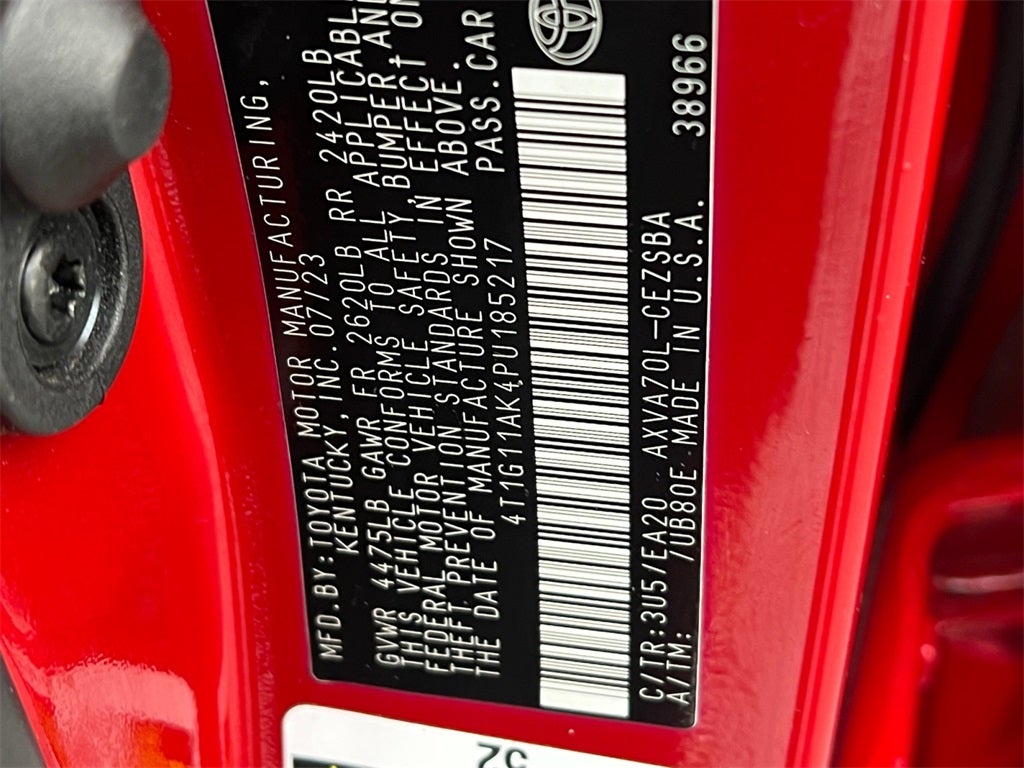 MFD.BY:TOYOTA MOTOR MANUFACTURING,
KENTUCKY, INC. 07/23
GVWR 4475LB GAWR FR 2620LB RR 2420LB
THIS VEHICLE CONFORMS TO ALL APPLICABLE
FEDERAL MOTOR VEHICLE SAFETY, BUMPER, AND
THEFT PREVENTION STANDARDS IN EFFECT ON
THE DATE OF MANUFACTURE SHOWN ABOVE.
4T1G11AK4PU185217 PASS.CAR
C/TR:3U5/EA20 AXVA70L-CEZSBA 38966
A/TM: /UB80E MADE IN U.S.A.
52